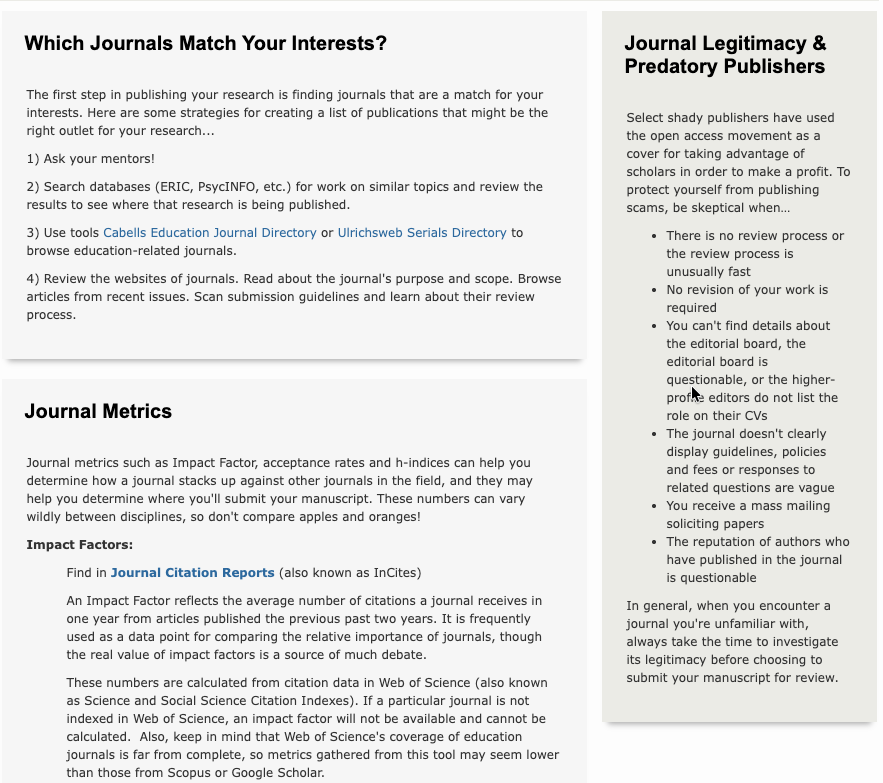 Which Journals Match Your Interests?
The first step in publishing your research is finding journals that are a match for your
interests. Here are some strategies for creating a list of publications that might be the
right outlet for your research...
1) Ask your mentors!
2) Search databases (ERIC, PsycINFO, etc.) for work on similar topics and review the
results to see where that research is being published.
3) Use tools Cabells Education Journal Directory or Ulrichsweb Serials Directory to
browse education-related journals.
4) Review the websites of journals. Read about the journal's purpose and scope. Browse
articles from recent issues. Scan submission guidelines and learn about their review
process.
Journal Metrics
Journal metrics such as Impact Factor, acceptance rates and h-indices can help you
determine how a journal stacks up against other journals in the field, and they may
help you determine where you'll submit your manuscript. These numbers can vary
wildly between disciplines, so don't compare apples and oranges!
Impact Factors:
Find in Journal Citation Reports (also known as InCites)
An Impact Factor reflects the average number of citations a journal receives in
one year from articles published the previous past two years. It is frequently
used as a data point for comparing the relative importance of journals, though
the real value of impact factors is a source of much debate.
These numbers are calculated from citation data in Web of Science (also known
as Science and Social Science Citation Indexes). If a particular journal is not
indexed in Web of Science, an impact factor will not be available and cannot be
calculated.  Also, keep in mind that Web of Science's coverage of education
journals is far from complete, so metrics gathered from this tool may seem lower
than those from Scopus or Google Scholar.
Journal Legitimacy &
Predatory Publishers
Select shady publishers have used
the open access movement as a
cover for taking advantage of
scholars in order to make a profit. To
protect yourself from publishing
scams, be skeptical when...
• There is no review process or
the review process is
unusually fast
• No revision of your work is
required
• You can't find details about
the editorial board, the
editorial board is
questionable, or the higher-
profile editors do not list the
role on their CVs
• The journal doesn't clearly
display guidelines, policies
and fees or responses to
related questions are vague
• You receive a mass mailing
soliciting papers
• The reputation of authors who
have published in the journal
is questionable
In general, when you encounter a
journal you're unfamiliar with,
always take the time to investigate
its legitimacy before choosing to
submit your manuscript for review.